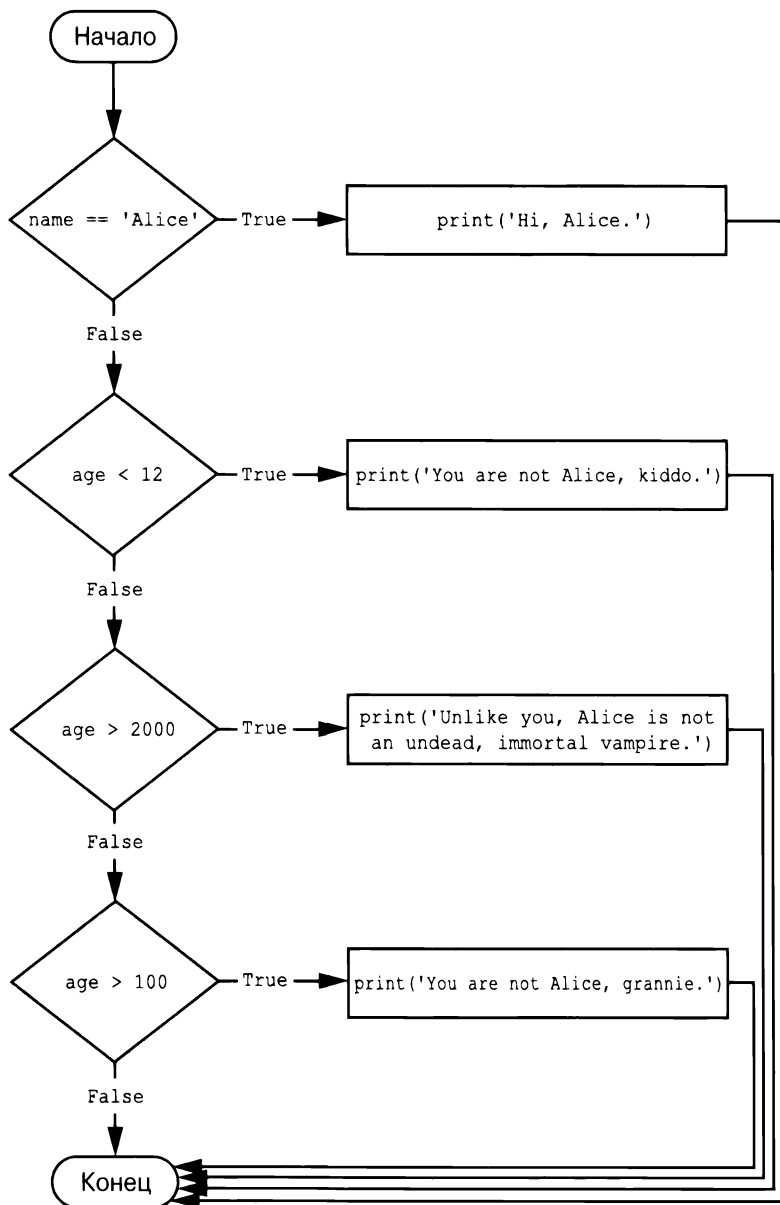 Начало
name == 'Alice'
True
print('Hi, Alice.')
False
age < 12
True
print('You are not Alice, kiddo.')
False
age > 2000
True
print('Unlike you, Alice is not
an undead, immortal vampire.')
False
age > 100
True
print('You are not Alice, grannie.')
False
Конец